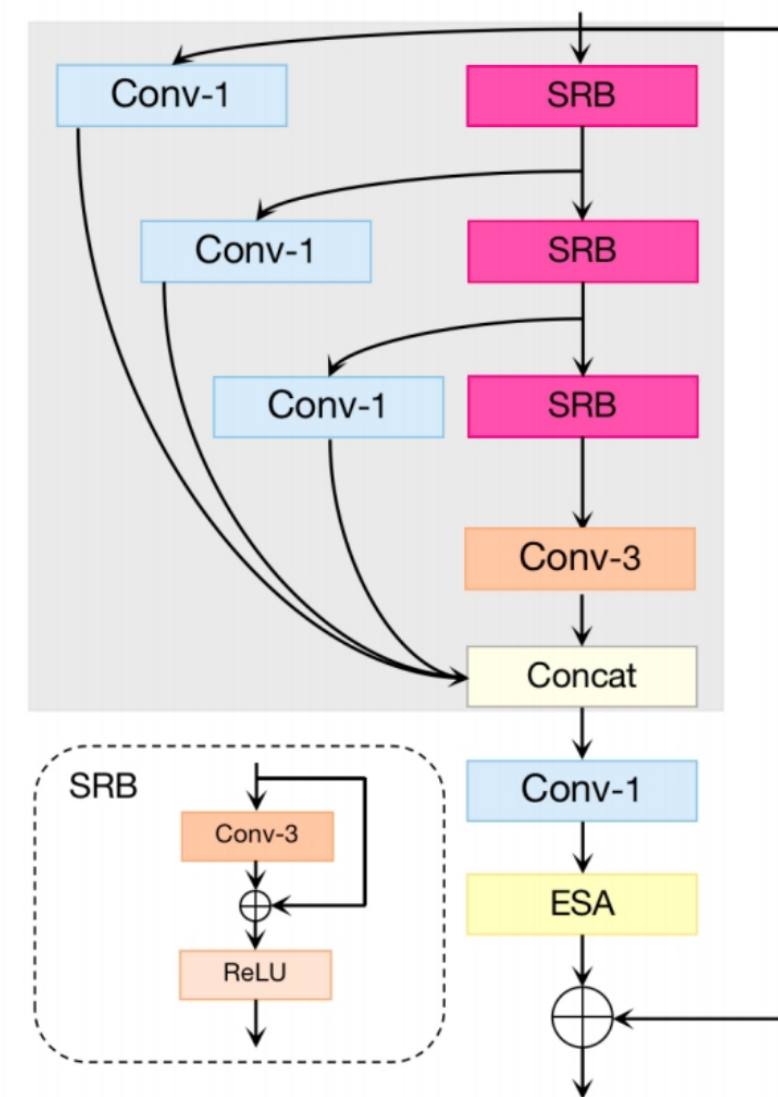 Conv-1
SRB
Conv-1
SRB
Conv-1
SRB
Conv-3
Concat
SRB
Conv-3
ReLU
Conv-1
ESA